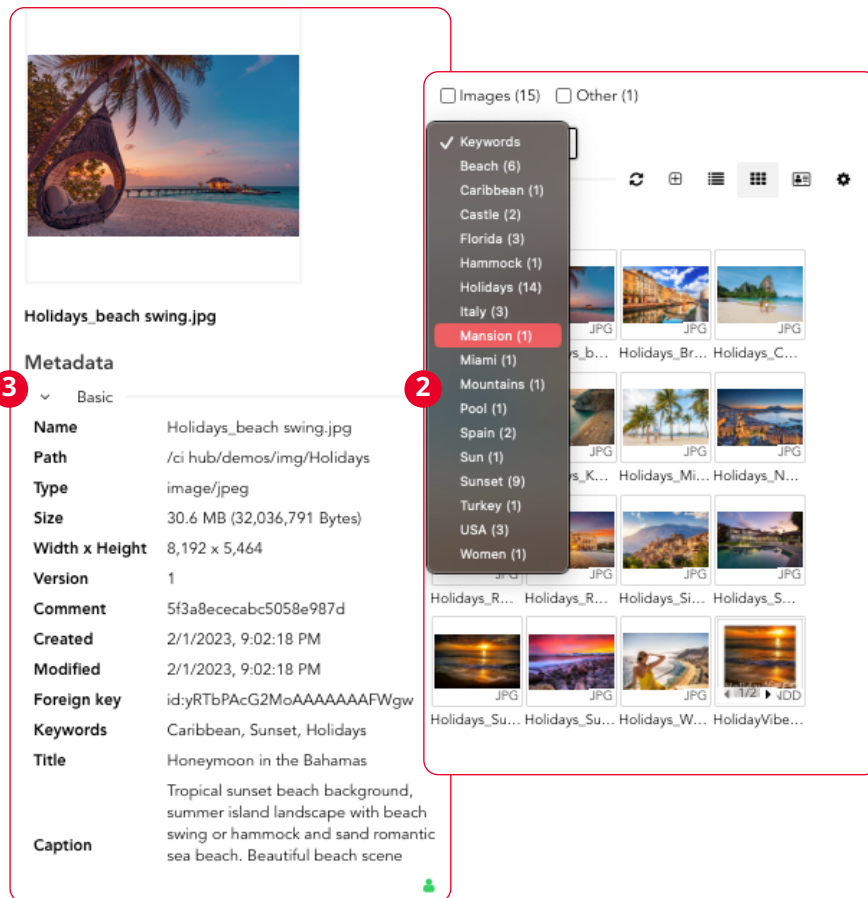 Holidays_beach swing.jpg
Metadata
3
Basic
Name Holidays_beach swing.jpg
Path /ci hub/demos/img/Holidays
Type image/jpeg
Size 30.6 MB (32,036,791 Bytes)
Width x Height 8,192 x 5,464
Version 1
Comment 5f3a8ececabc5058e987d
Created 2/1/2023, 9:02:18 PM
Modified 2/1/2023, 9:02:18 PM
Foreign key id:yRTbPAcG2MoAAAAAAAFWgw
Keywords Caribbean, Sunset, Holidays
Title Honeymoon in the Bahamas
Caption Tropical sunset beach background,
summer island landscape with beach
swing or hammock and sand romantic
sea beach. Beautiful beach scene
Images (15) Other (1)
Keywords
Beach (6)
Caribbean (1)
Castle (2)
Florida (3)
Hammock (1)
Holidays (14)
Italy (3)
Mansion (1)
Miami (1)
2
Mountains (1)
Pool (1)
Spain (2)
Sun (1)
Sunset (9)
Turkey (1)
USA (3)
Women (1)
JPG JPG JPG
s_b... Holidays_Br... Holidays_C...
JPG JPG JPG
s_K... Holidays_Mi... Holidays_N...
JPG JPG JPG JPG
Holidays_R... Holidays_R... Holidays_Si... Holidays_S...
JPG JPG JPG 1/2
Holidays_Su... Holidays_Su... Holidays_W... HolidayVibe...